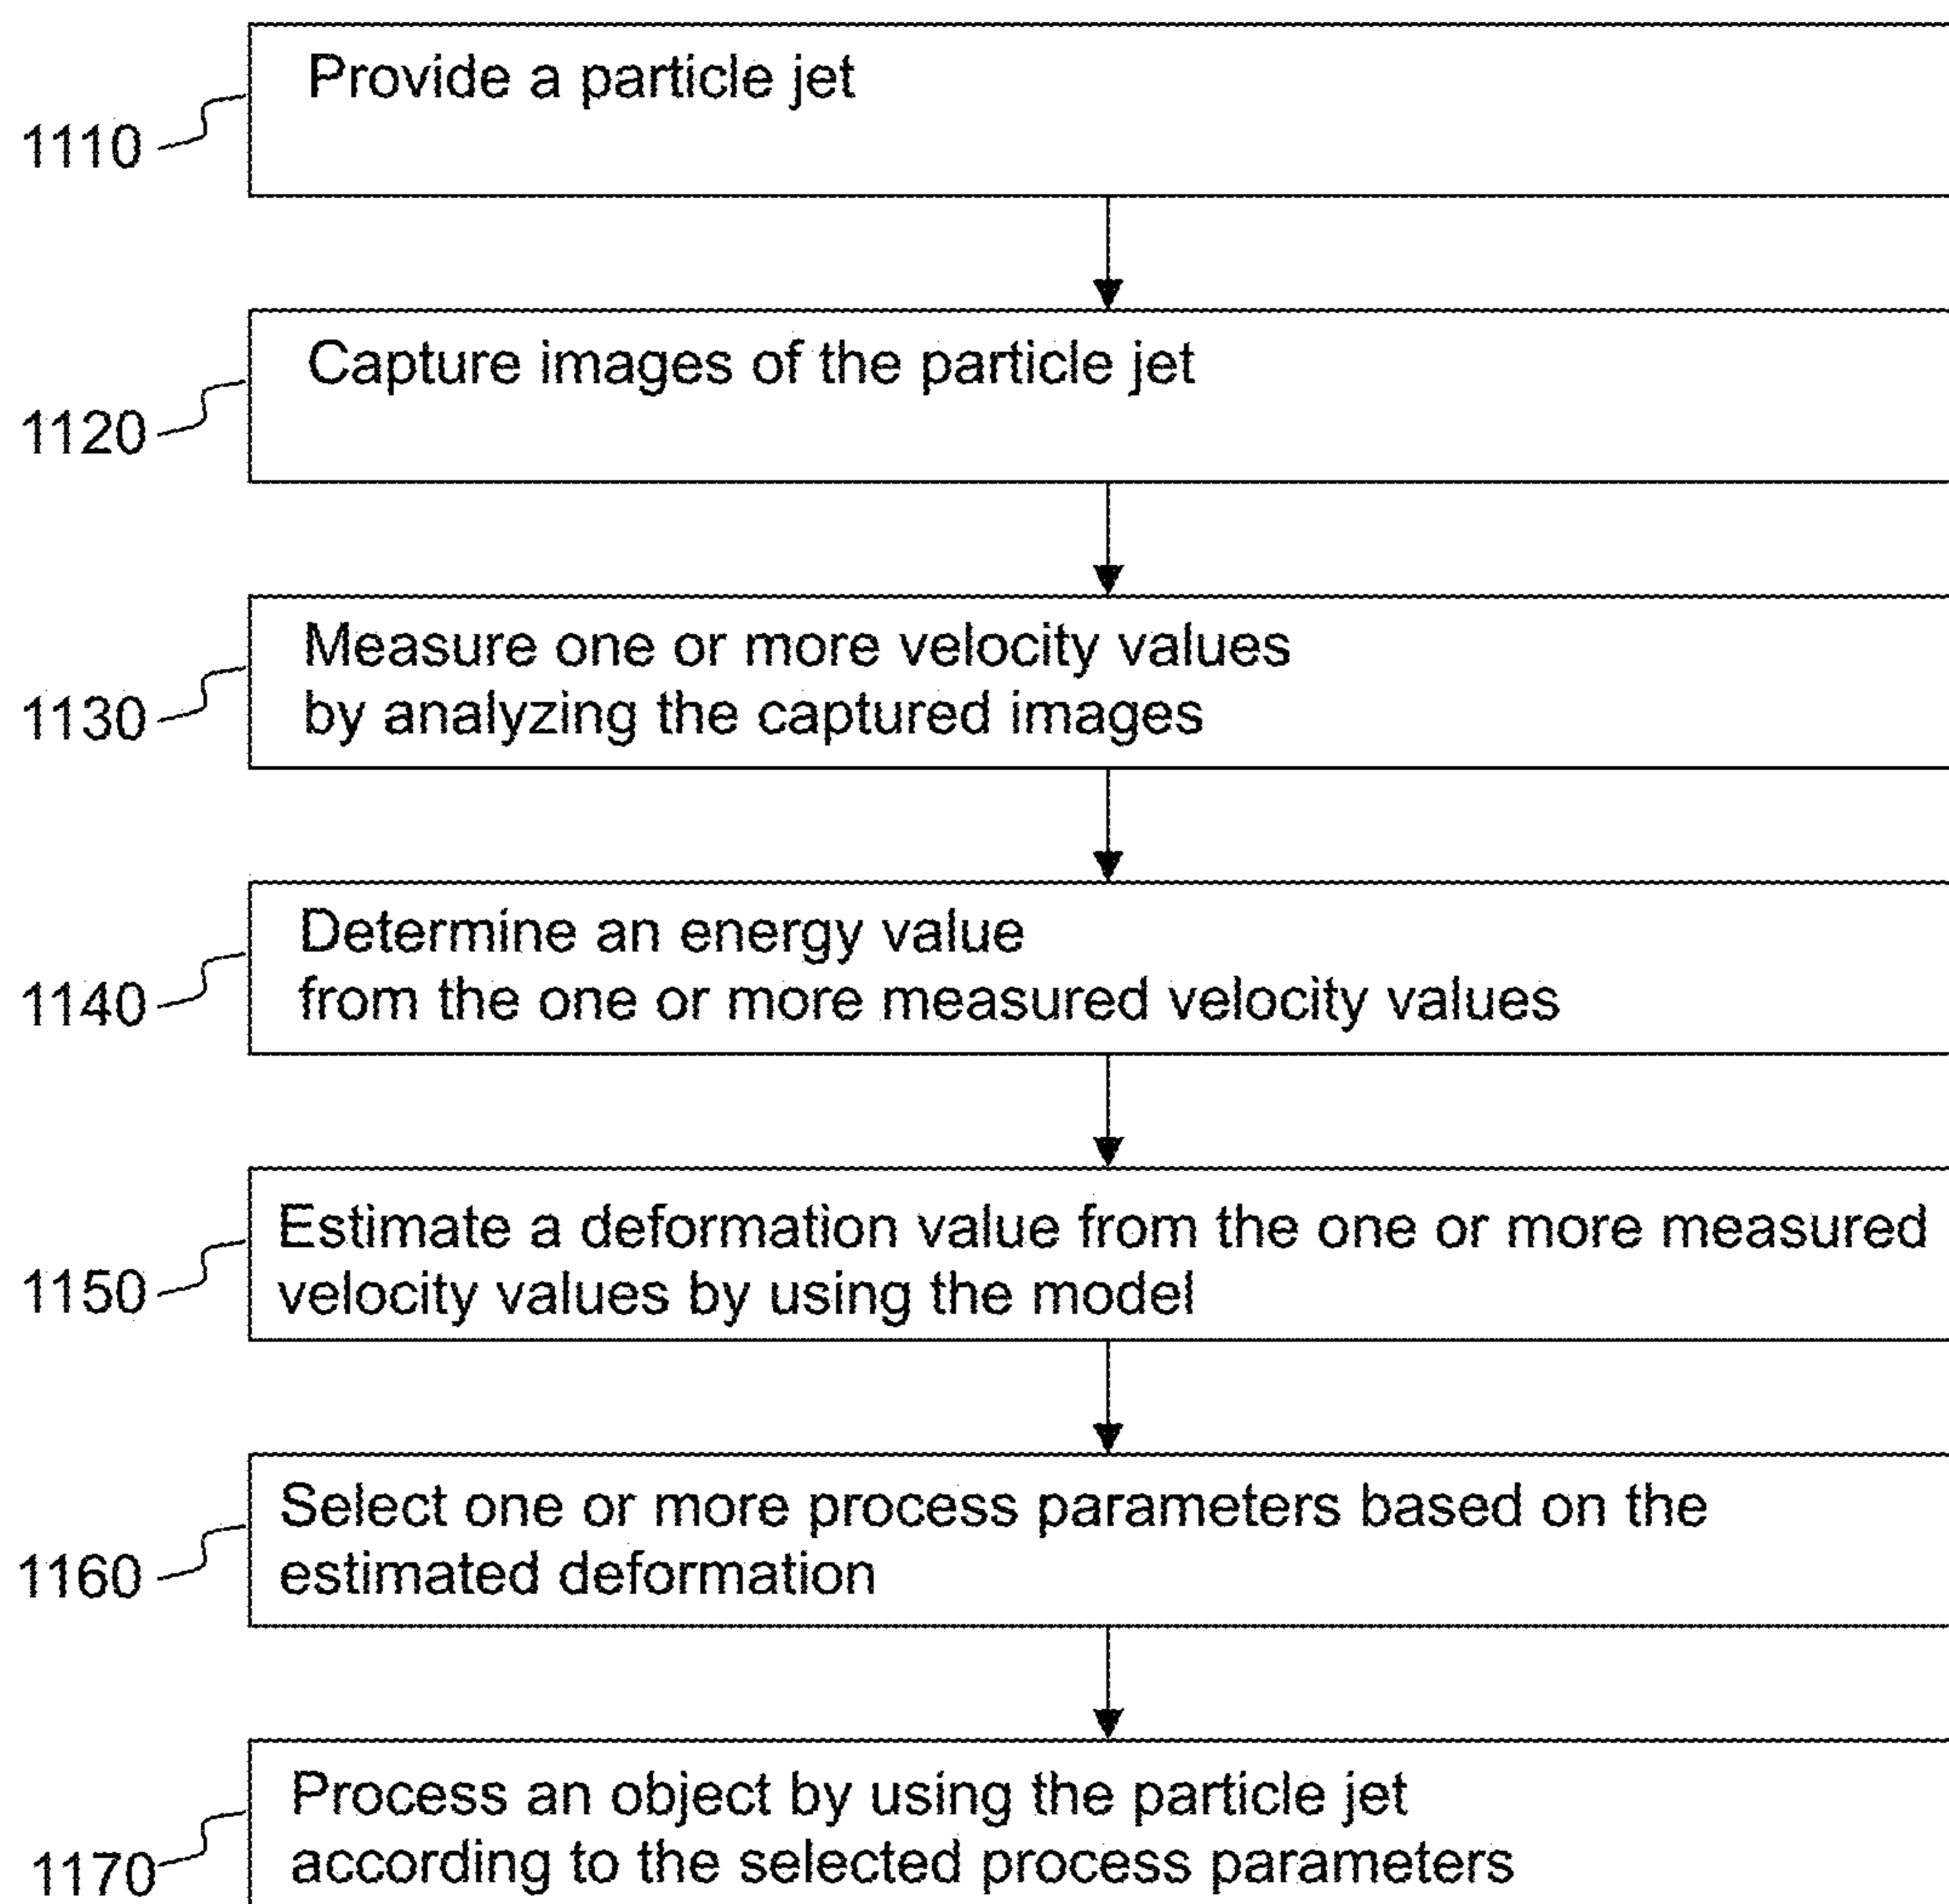 Provide a particle jet
1110
Capture images of the particle jet
1120
Measure one or more velocity values
by analyzing the captured images
1130
Determine an energy value
from the one or more measured velocity values
1140
Estimate a deformation value from the one or more measured
velocity values by using the model
1150
Select one or more process parameters based on the
estimated deformation
1160
Process an object by using the particle jet
according to the selected process parameters
1170